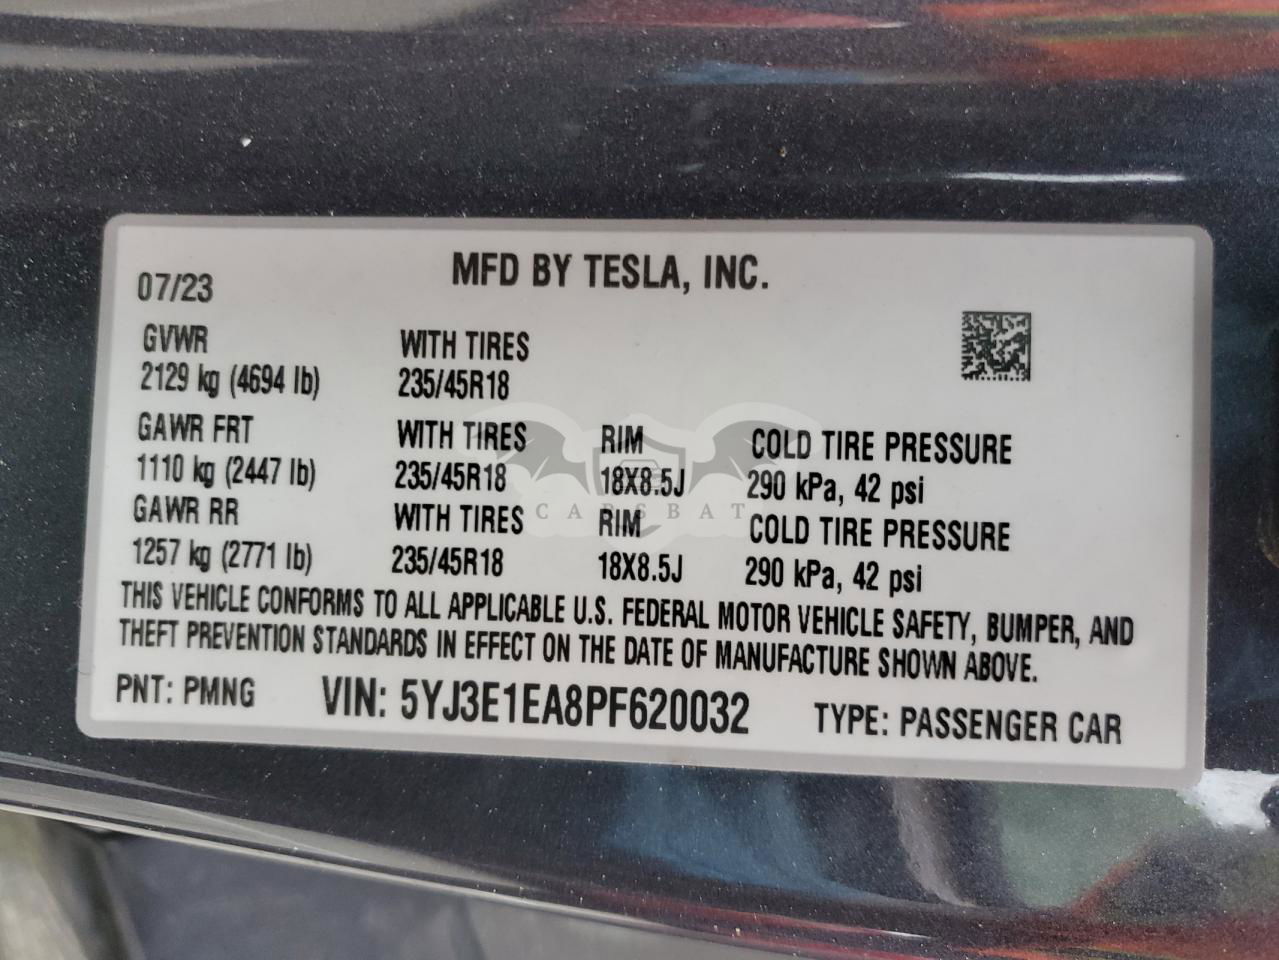 MFD BY TESLA, INC.
07/23
GVWR WITH TIRES
2129 kg (4694 lb) 235/45R18
GAWR FRT WITH TIRES RIM COLD TIRE PRESSURE
1110 kg (2447 lb) 235/45R18 18X8.5J 290 kPa, 42 psi
CARSBAT
GAWR RR WITH TIRES RIM COLD TIRE PRESSURE
1257 kg (2771 lb) 235/45R18 18X8.5J 290 kPa, 42 psi
THIS VEHICLE CONFORMS TO ALL APPLICABLE U.S. FEDERAL MOTOR VEHICLE SAFETY, BUMPER, AND
THEFT PREVENTION STANDARDS IN EFFECT ON THE DATE OF MANUFACTURE SHOWN ABOVE.
PNT: PMNG VIN: 5YJ3E1EA8PF620032 TYPE: PASSENGER CAR